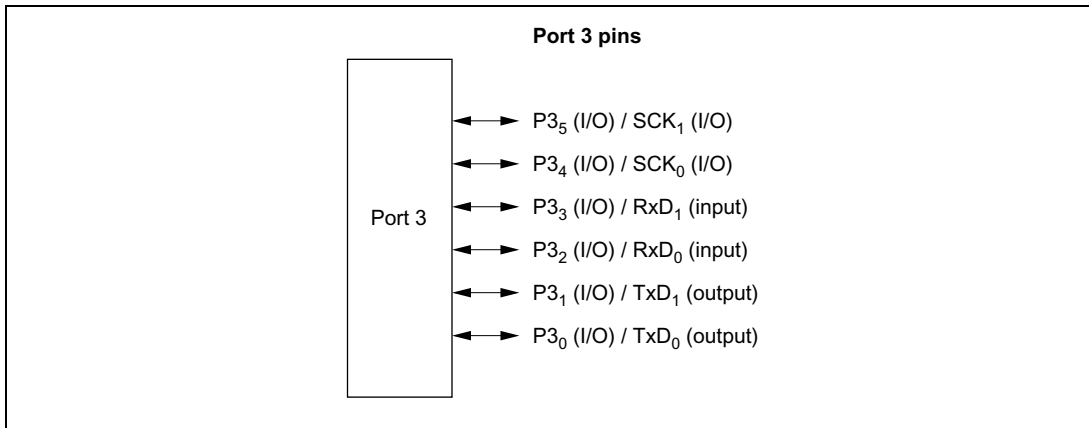 Port 3 pins
P3₅ (I/O) / SCK₁ (I/O)
P3₄ (I/O) / SCK₀ (I/O)
P3₃ (I/O) / RxD₁ (input)
Port 3
P3₂ (I/O) / RxD₀ (input)
P3₁ (I/O) / TxD₁ (output)
P3₀ (I/O) / TxD₀ (output)